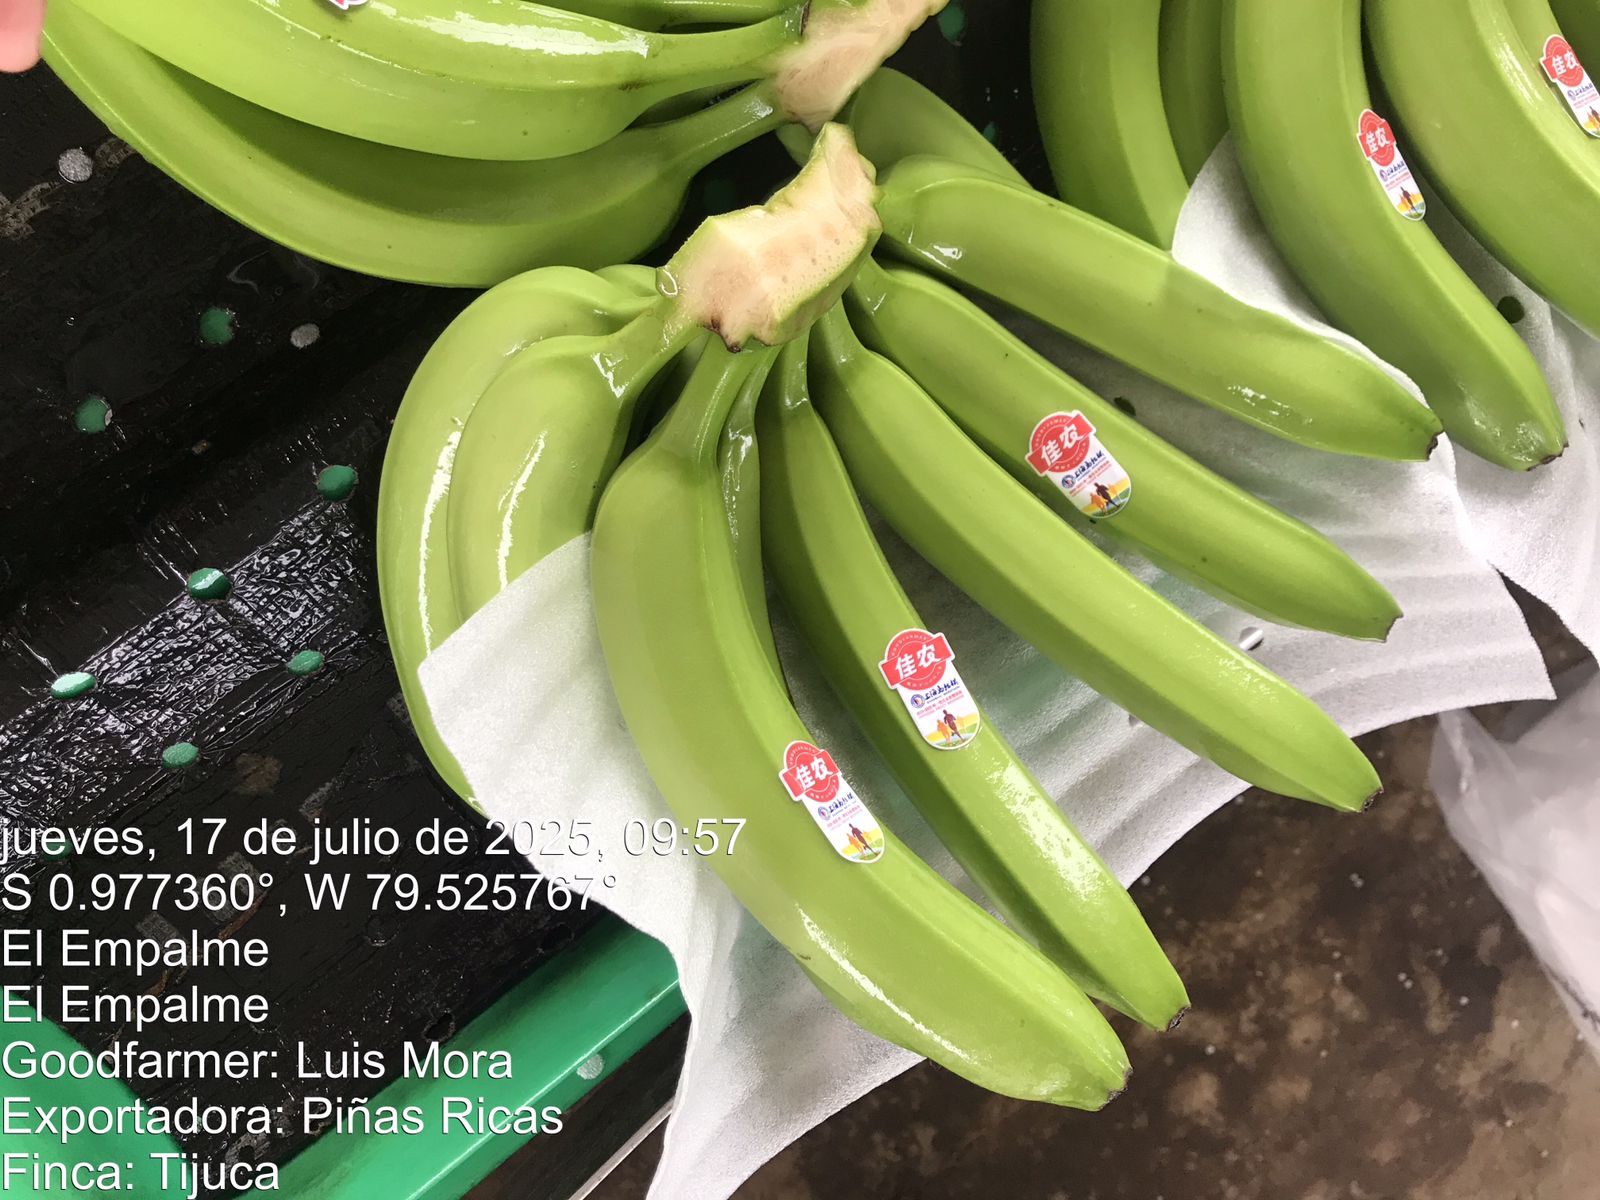 佳农
佳农
佳农
佳农
佳农
jueves, 17 de julio de 2025, 09:57
S 0.977360°, W 79.525767°
El Empalme
El Empalme
Goodfarmer: Luis Mora
Exportadora: Piñas Ricas
Finca: Tijuca